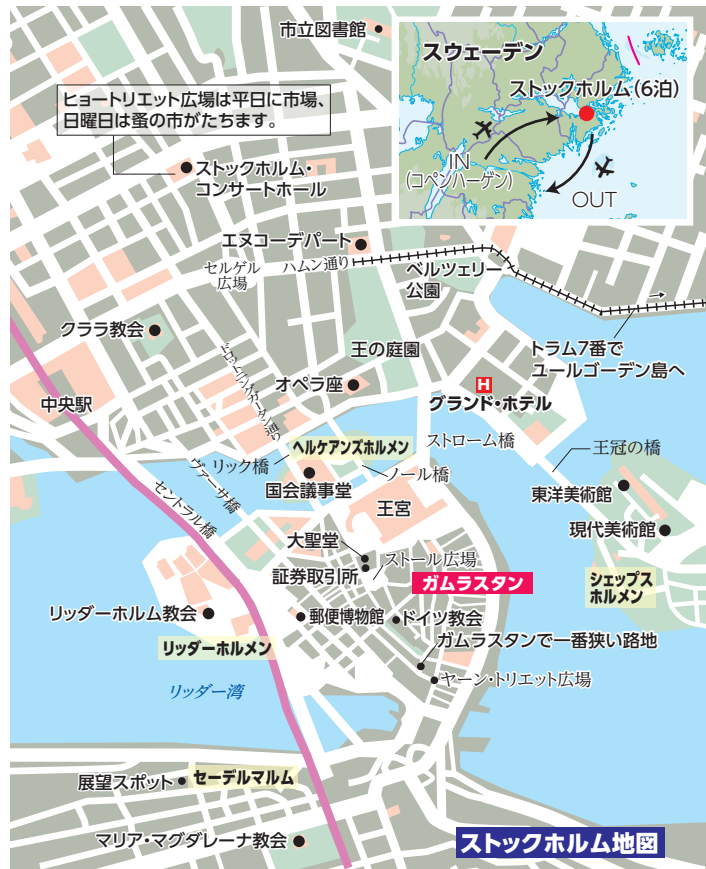 市立図書館
ヒョートリエット広場は平日に市場、
日曜日は蚤の市がたちます。
スウェーデン
ストックホルム(6泊)
IN
(コペンハーゲン)
OUT
ストックホルム・
コンサートホール
エヌコーデパート
セルゲル
広場
ハムン通り
ベルツェリー
公園
クララ教会
王の庭園
トラム7番で
ユールゴーデン島へ
中央駅
オペラ座
H
グランド・ホテル
ドロットニングガータン通り
ストローム橋
ヘルケアンズホルメン
リック橋
ノール橋
王冠の橋
ヴァーサ橋
国会議事堂
王宮
東洋美術館
セントラル橋
現代美術館
大聖堂
ストール広場
証券取引所
ガムラスタン
シェップス
ホルメン
リッダーホルム教会
郵便博物館
ドイツ教会
リッダーホルメン
ガムラスタンで一番狭い路地
ヤーン・トリエット広場
リッダー湾
展望スポット
セーデルマルム
マリア・マグダレーナ教会
ストックホルム地図